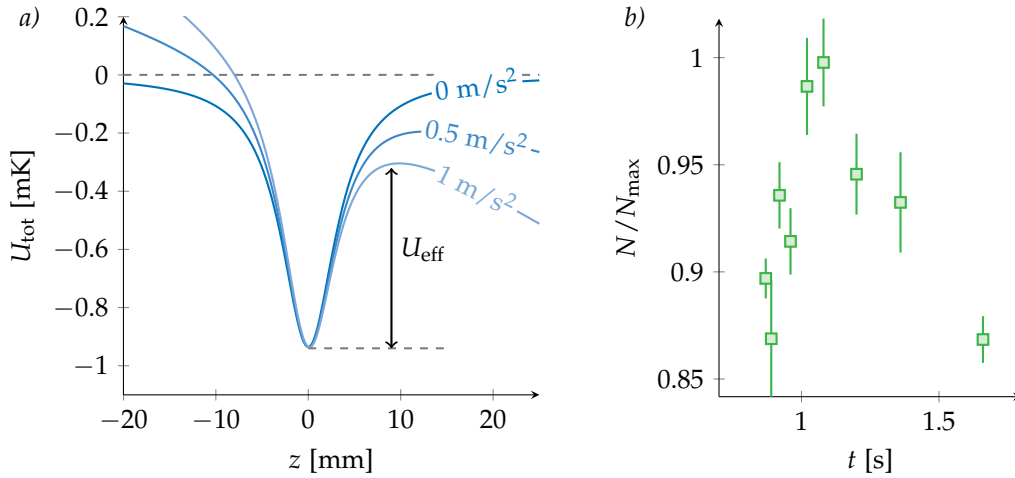 a)
U_tot [mK]
0.2
0
−0.2
−0.4
−0.6
−0.8
−1
−20
−10
0
10
20
z [mm]
0 m/s²
0.5 m/s²
1 m/s²
U_eff
b)
N/N_max
1
0.95
0.9
0.85
1
1.5
t [s]